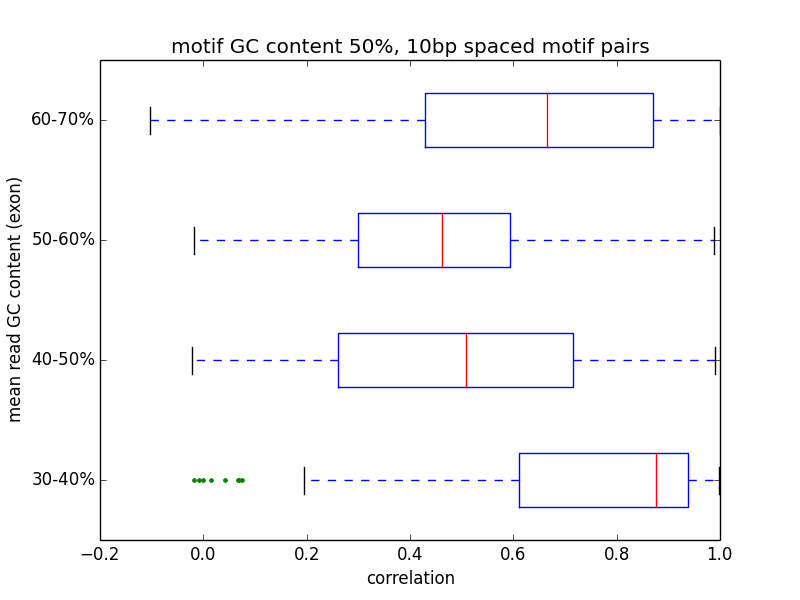 motif GC content 50%, 10bp spaced motif pairs
mean read GC content (exon)
60-70%
50-60%
40-50%
30-40%
−0.2 0.0 0.2 0.4 0.6 0.8 1.0
correlation